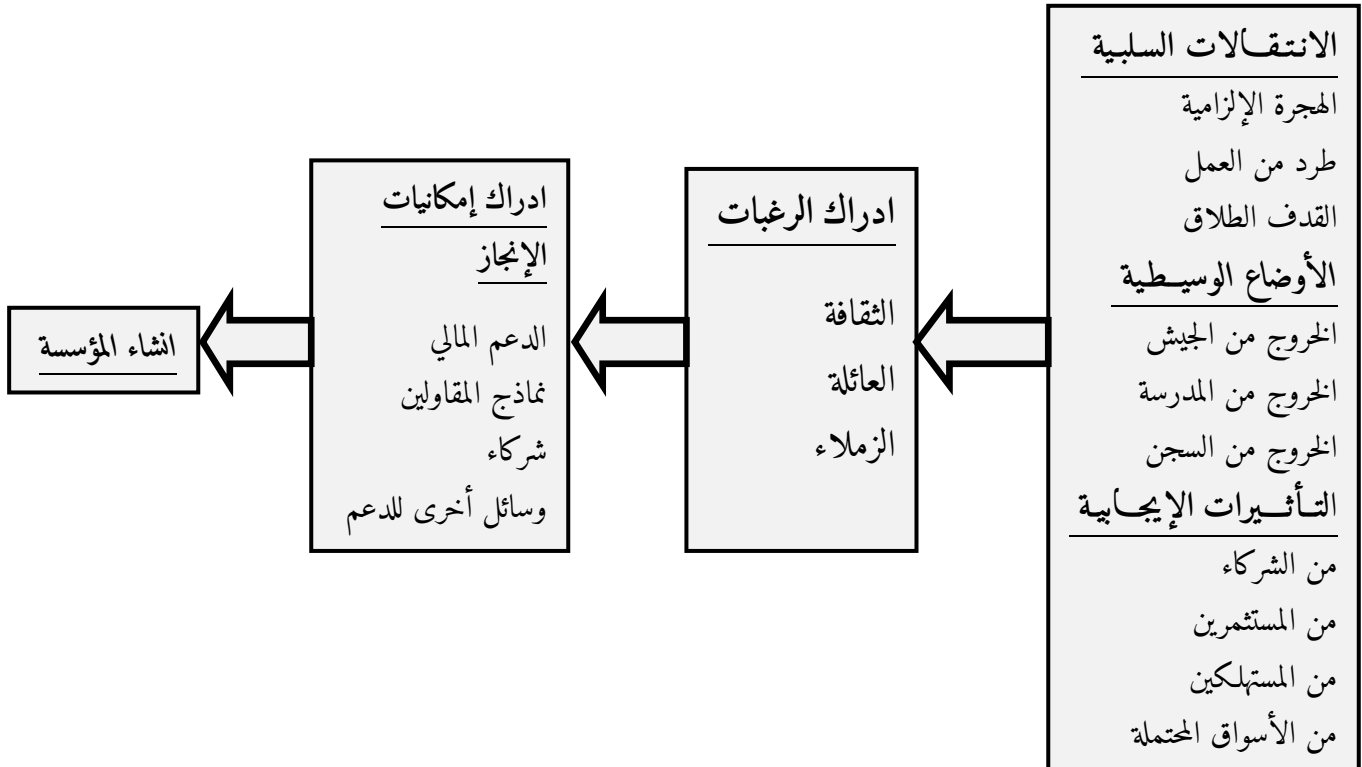 الانتقالات السلبية
الهجرة الإلزامية
طرد من العمل
القدف الطلاق
الأوضاع الوسيطية
الخروج من الجيش
الخروج من المدرسة
الخروج من السجن
التأثيرات الإيجابية
من الشركاء
من المستثمرين
من المستهلكين
من الأسواق المحتملة
ادراك الرغبات
الثقافة
العائلة
الزملاء
ادراك إمكانيات
الإنجاز
الدعم المالي
نماذج المقاولين
شركاء
وسائل أخرى للدعم
انشاء المؤسسة